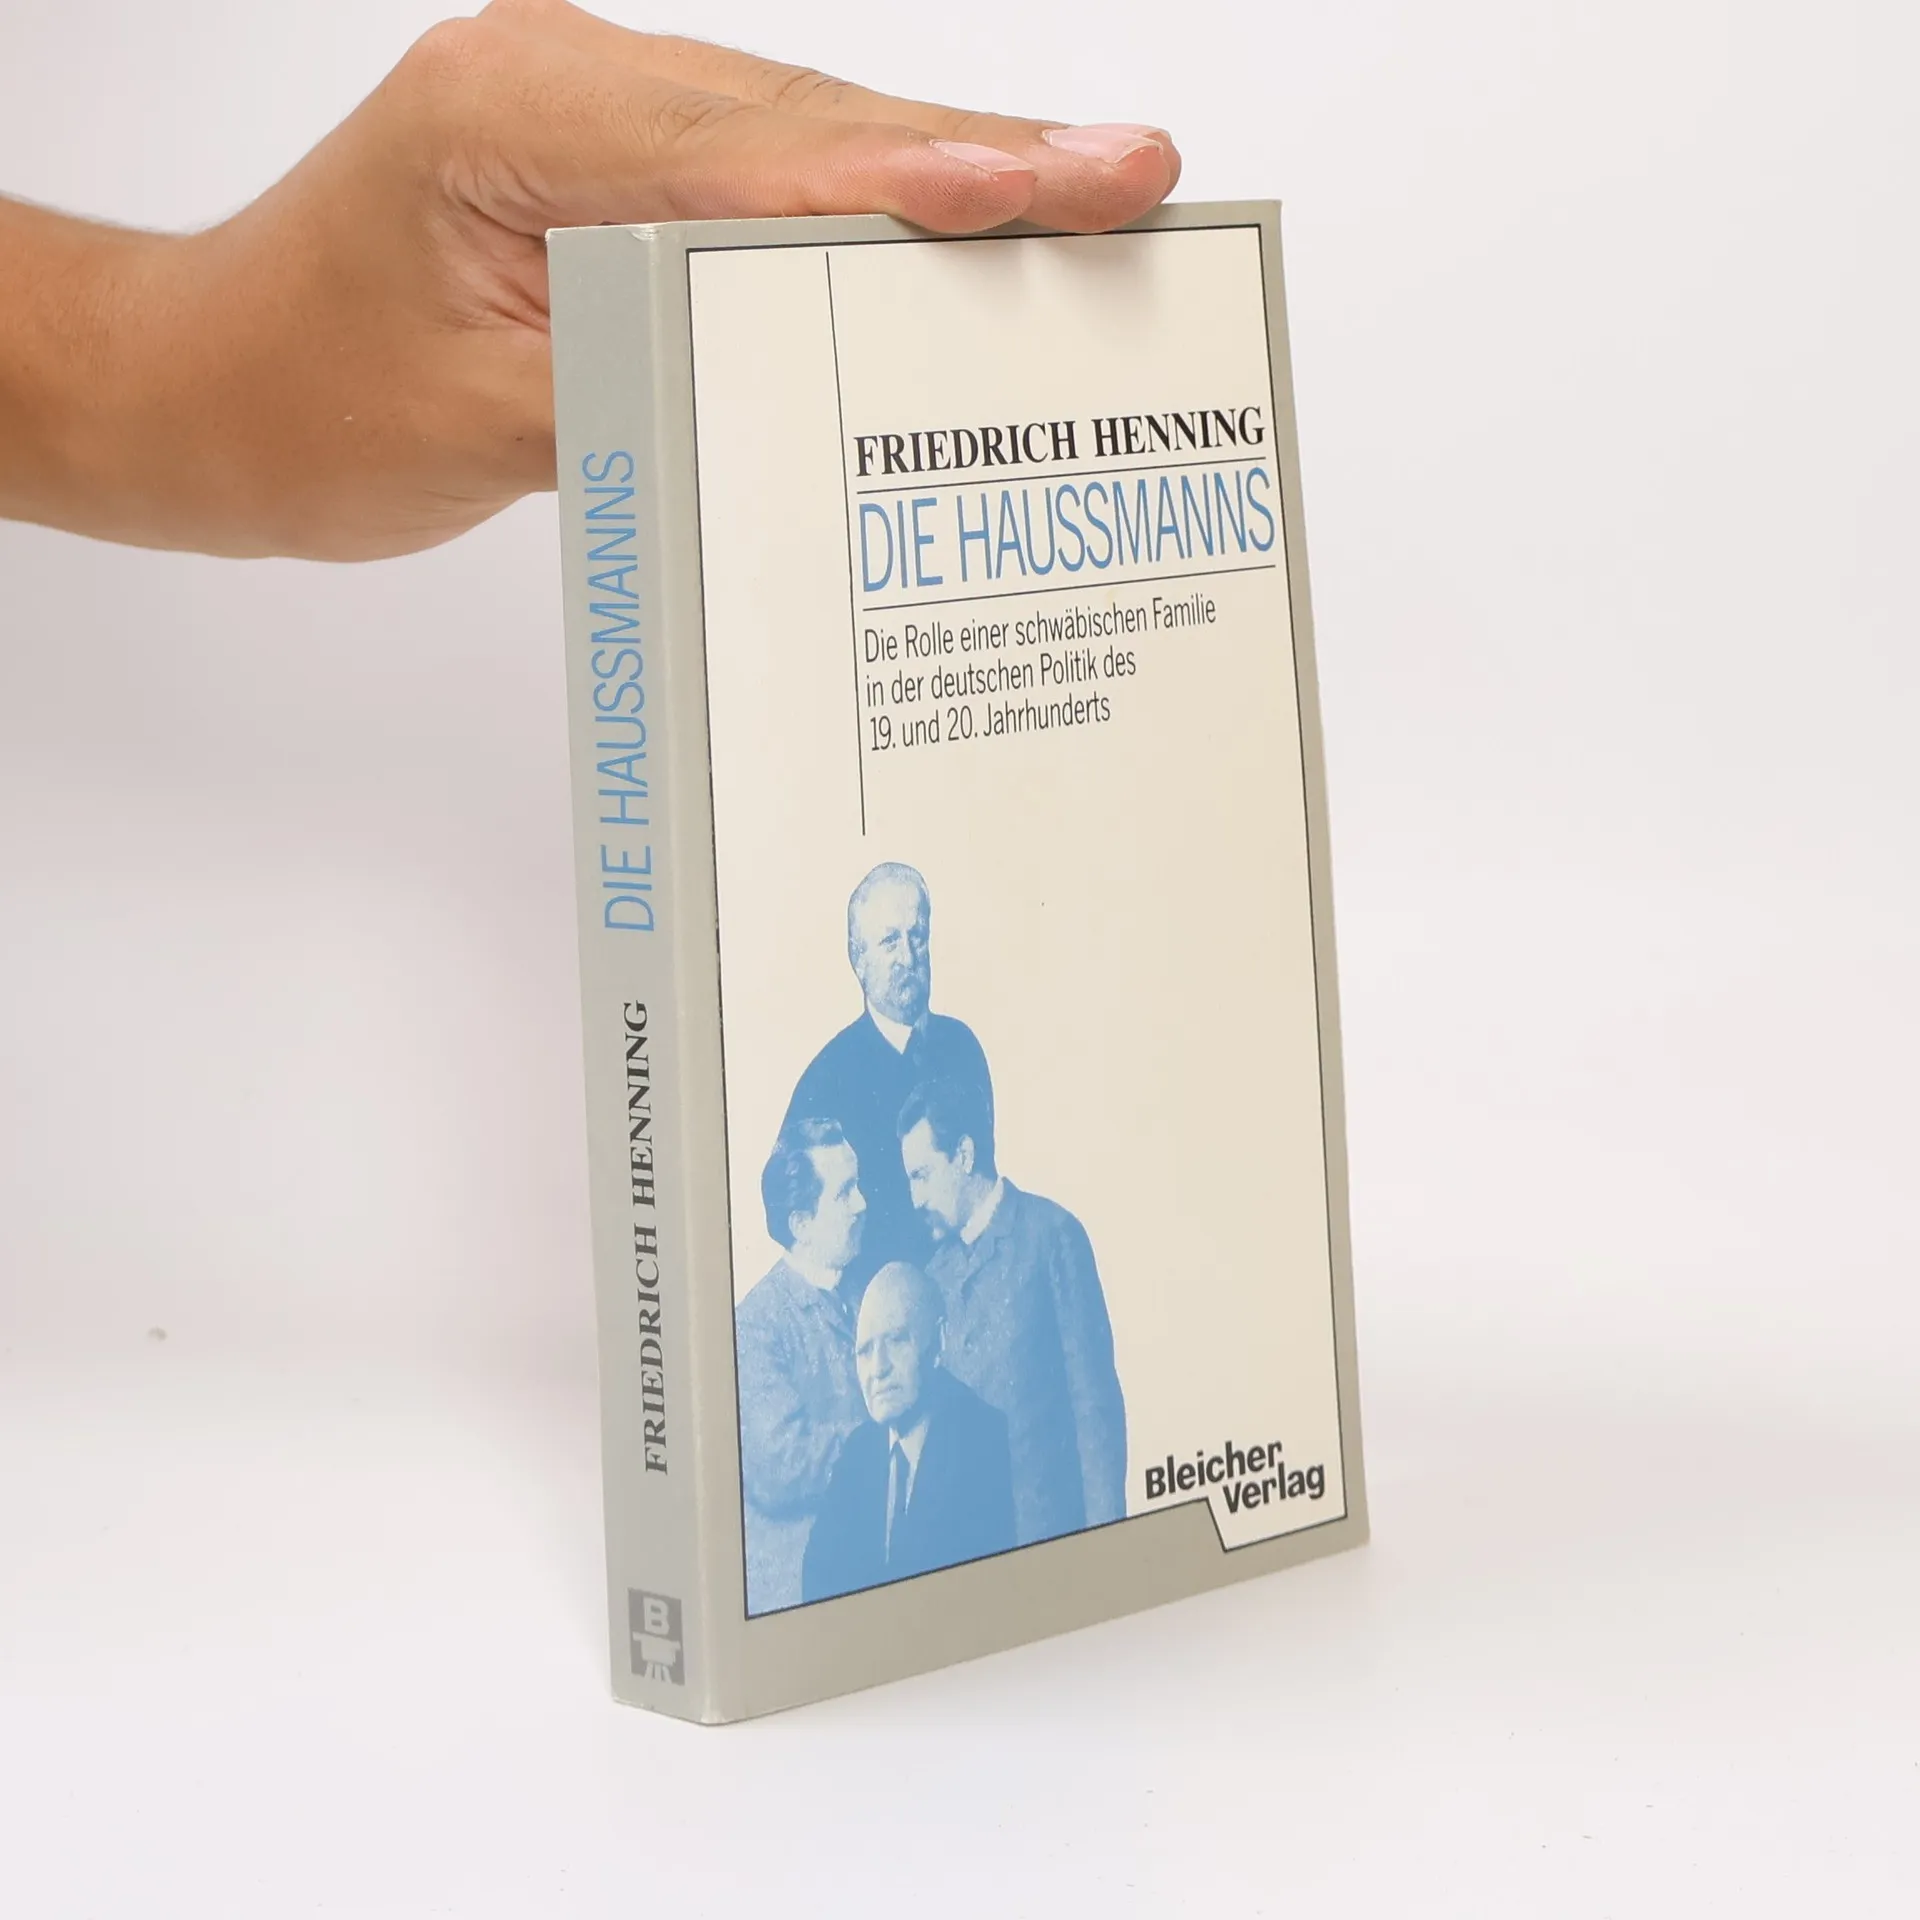 FRIEDRICH HENNING
DIE HAUSSMANNS
Die Rolle einer schwäbischen Familie
in der deutschen Politik des
19. und 20. Jahrhunderts
Bleicher
Verlag
FRIEDRICH HENNING DIE HAUSSMANNS
B